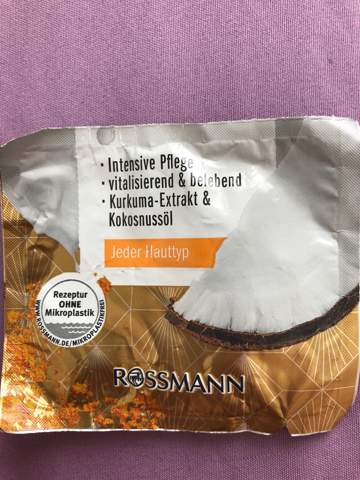 · Intensive Pflege
· vitalisierend & belebend
· Kurkuma-Extrakt &
Kokosnussöl
Jeder Hauttyp
Rezeptur
OHNE
Mikroplastik
WWW.ROSSMANN.DE/MIKROPLASTIKFREI
ROSSMANN